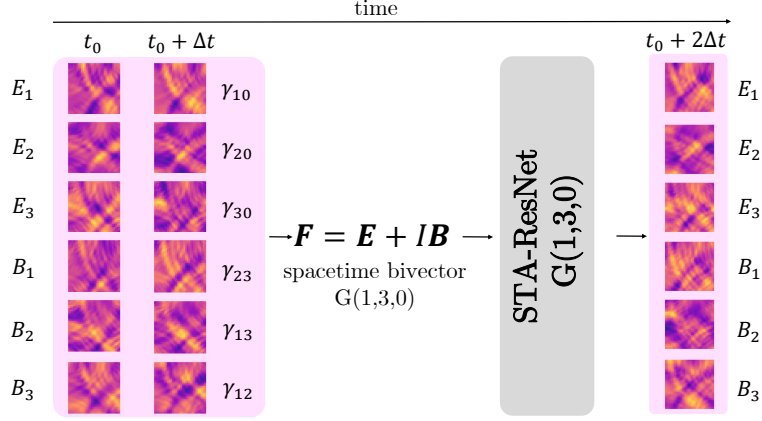 time
t₀ t₀ + Δt t₀ + 2Δt
E₁ γ₁₀ E₁
E₂ γ₂₀ E₂
E₃ γ₃₀ E₃
F = E + IB
B₁ γ₂₃ B₁
spacetime bivector
G(1,3,0)
STA-ResNet
G(1,3,0)
B₂ γ₁₃ B₂
B₃ γ₁₂ B₃